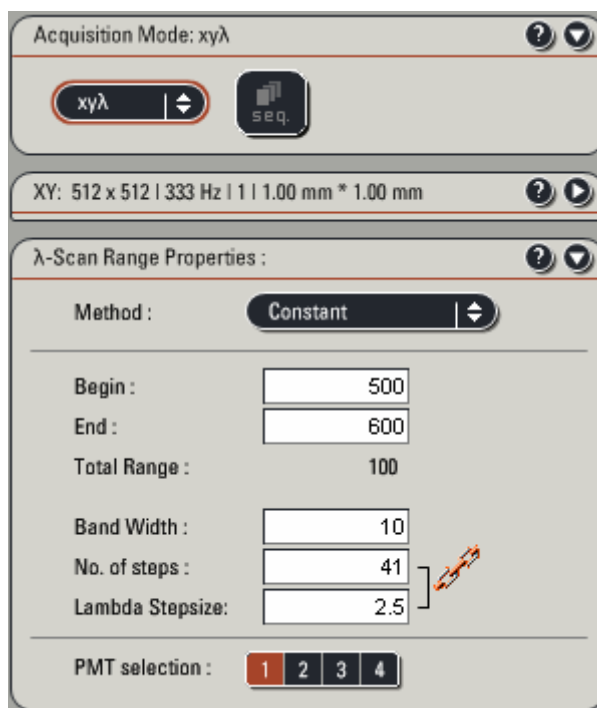 Acquisition Mode: xyλ ?
xyλ
seq.
XY: 512 x 512 | 333 Hz | 1 | 1.00 mm * 1.00 mm ?
λ-Scan Range Properties : ?
Method : Constant
Begin : 500
End : 600
Total Range : 100
Band Width : 10
No. of steps : 41
Lambda Stepsize: 2.5
PMT selection : 1 2 3 4